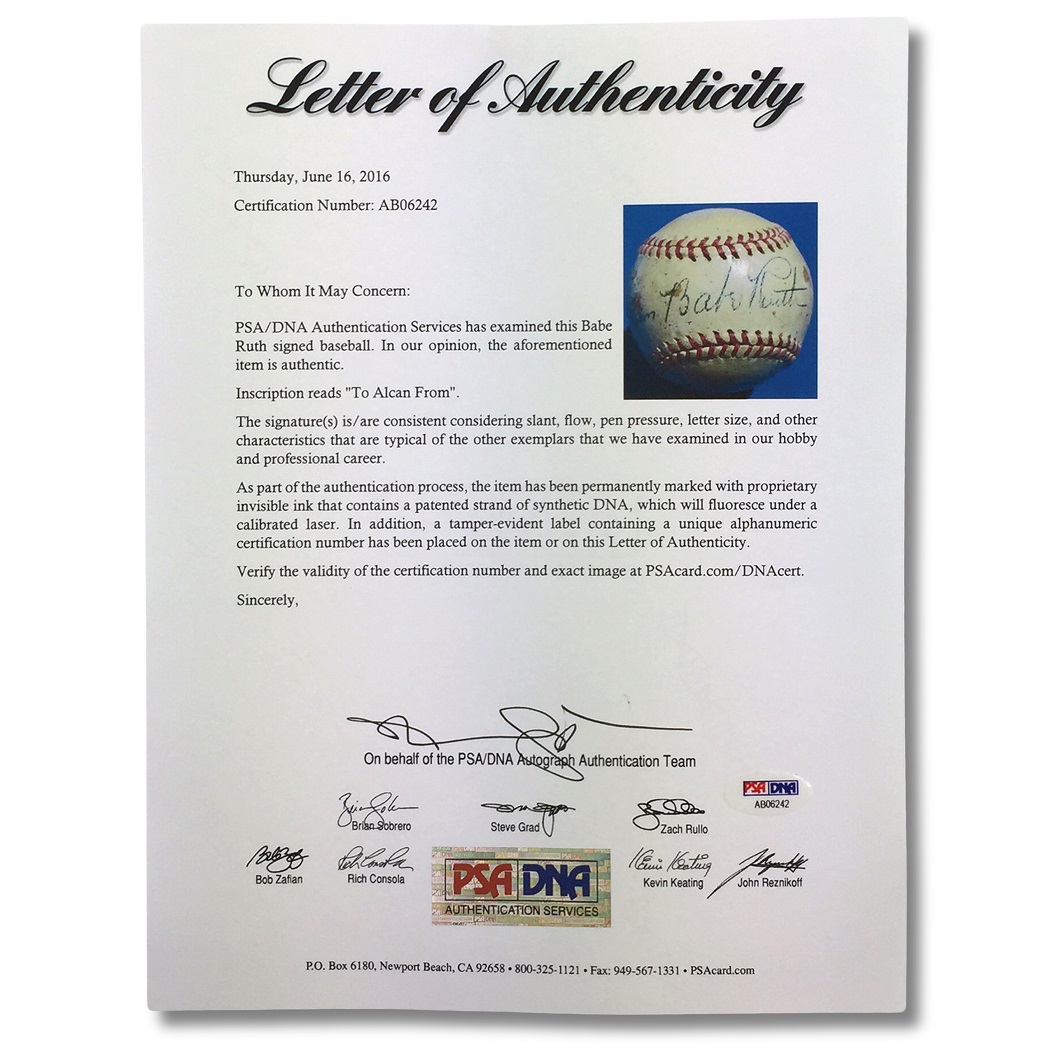 Letter of Authenticity
Thursday, June 16, 2016
Certification Number: AB06242
Babe Ruth
To Whom It May Concern:
PSA/DNA Authentication Services has examined this Babe
Ruth signed baseball. In our opinion, the aforementioned
item is authentic.
Inscription reads "To Alcan From".
The signature(s) is/are consistent considering slant, flow, pen pressure, letter size, and other
characteristics that are typical of the other exemplars that we have examined in our hobby
and professional career.
As part of the authentication process, the item has been permanently marked with proprietary
invisible ink that contains a patented strand of synthetic DNA, which will fluoresce under a
calibrated laser. In addition, a tamper-evident label containing a unique alphanumeric
certification number has been placed on the item or on this Letter of Authenticity.
Verify the validity of the certification number and exact image at PSAcard.com/DNAcert.
Sincerely,
On behalf of the PSA/DNA Autograph Authentication Team
PSA DNA
AB06242
Brian Sobrero
Steve Grad
Zach Rullo
Bob Zafian
Rich Consola
Kevin Keating
John Reznikoff
PSA DNA
AUTHENTICATION SERVICES
P.O. Box 6180, Newport Beach, CA 92658 • 800-325-1121 • Fax: 949-567-1331 • PSAcard.com